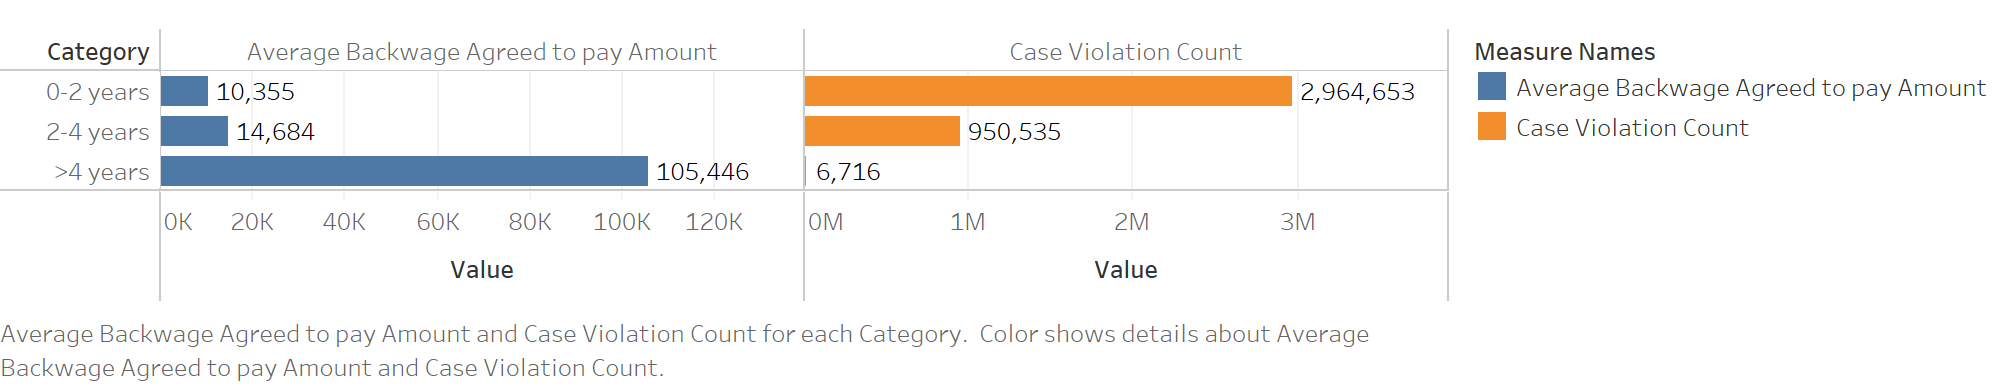 Category Average Backwage Agreed to pay Amount Case Violation Count Measure Names
0-2 years 10,355 2,964,653 Average Backwage Agreed to pay Amount
2-4 years 14,684 950,535 Case Violation Count
>4 years 105,446 6,716
0K 20K 40K 60K 80K 100K 120K 0M 1M 2M 3M
Value Value
Average Backwage Agreed to pay Amount and Case Violation Count for each Category.  Color shows details about Average
Backwage Agreed to pay Amount and Case Violation Count.